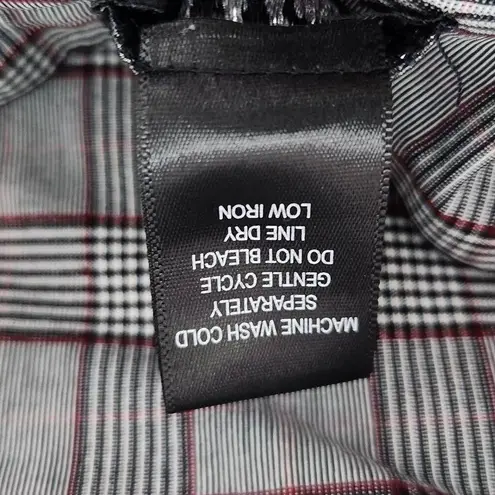 MACHINE WASH COLD
SEPARATELY
GENTLE CYCLE
DO NOT BLEACH
LINE DRY
LOW IRON